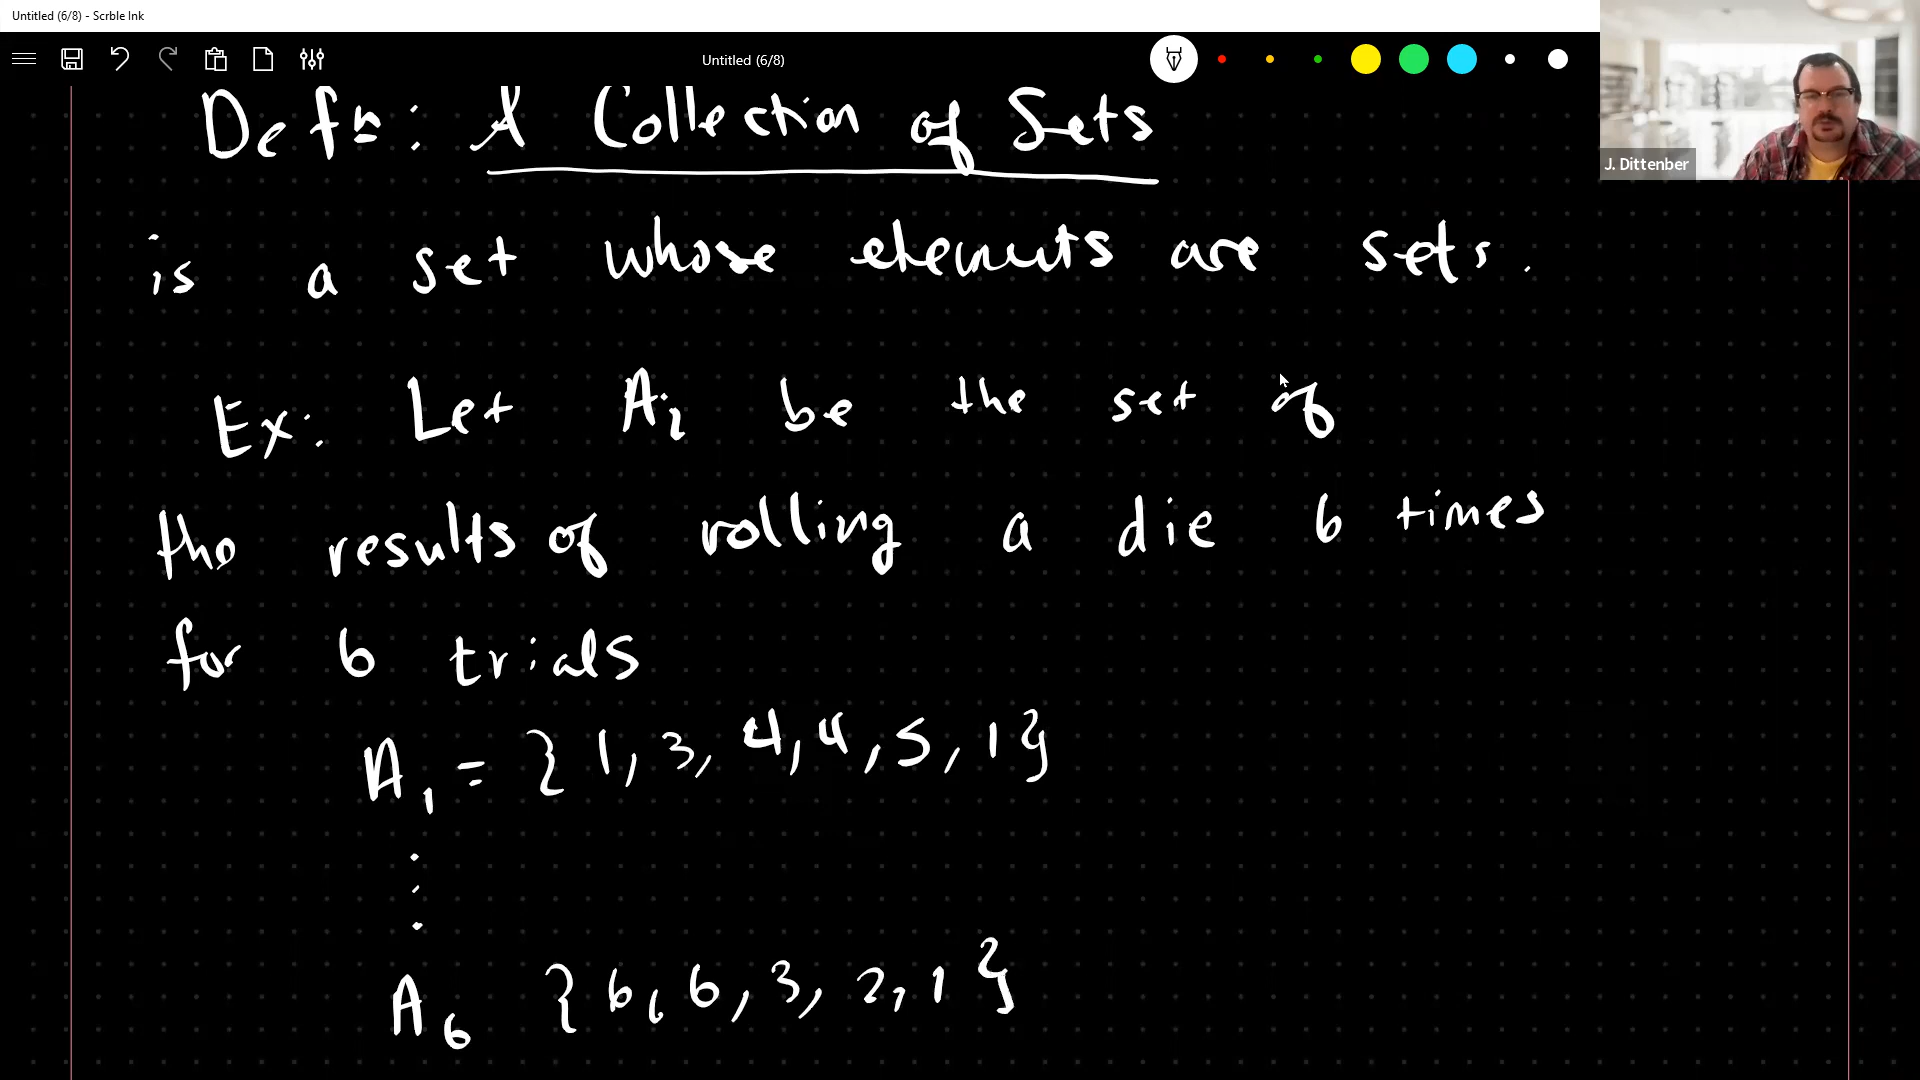 Untitled (6/8) - Scrble Ink
Untitled (6/8)
J. Dittenber
Defn: A Collection of Sets
is a set whose elements are sets.
Ex: Let Ai be the set of
the results of rolling a die 6 times
for 6 trials
A1 = { 1, 3, 4, 4, 5, 1 }
⋮
A6 { 6, 6, 3, 2, 1 }